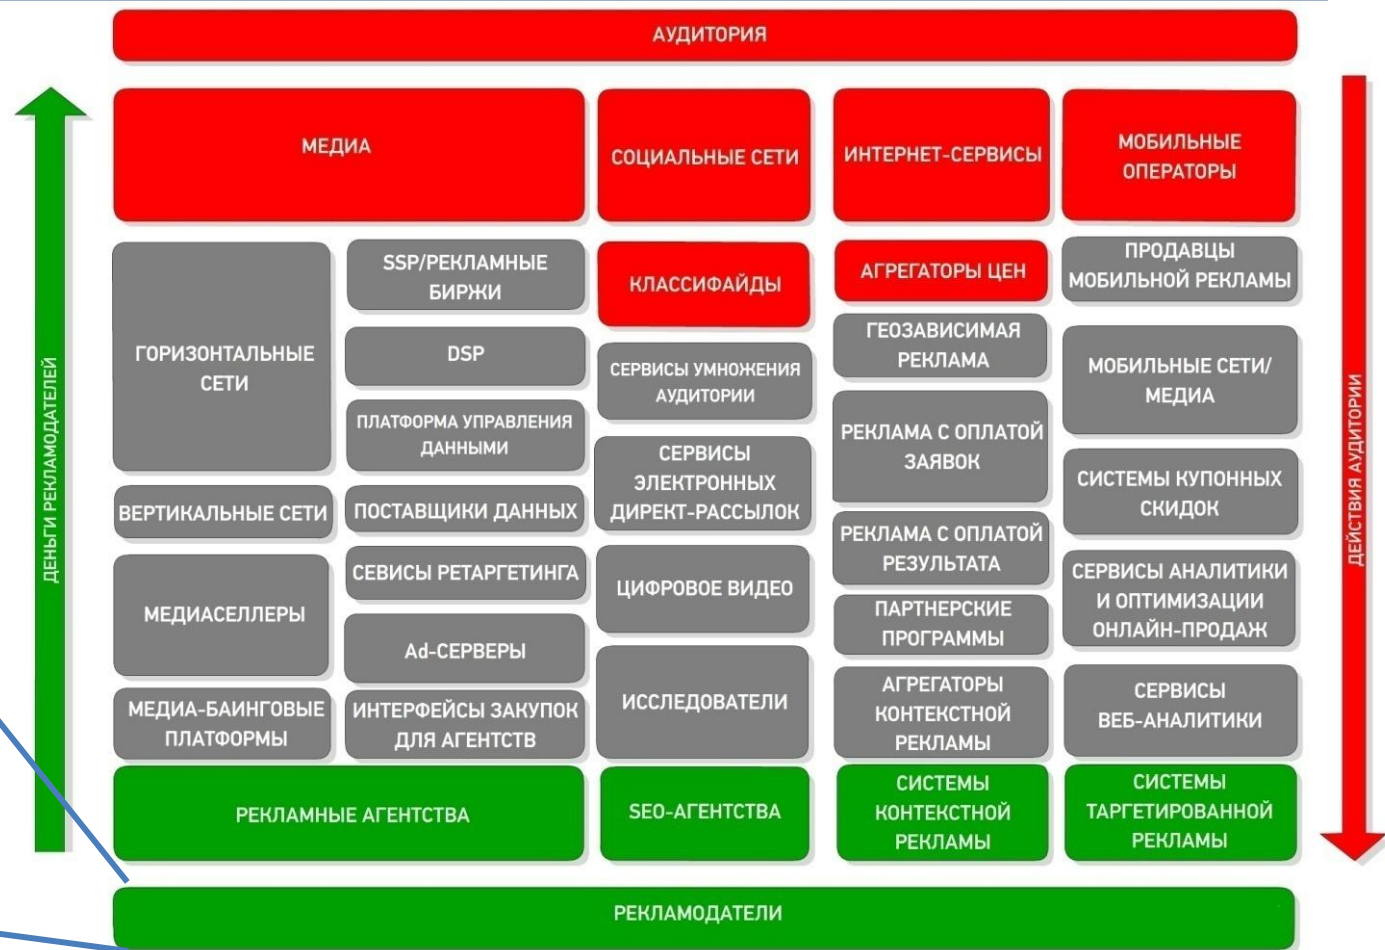 АУДИТОРИЯ
ДЕНЬГИ РЕКЛАМОДАТЕЛЕЙ
МЕДИА
СОЦИАЛЬНЫЕ СЕТИ
ИНТЕРНЕТ-СЕРВИСЫ
МОБИЛЬНЫЕ
ОПЕРАТОРЫ
ГОРИЗОНТАЛЬНЫЕ
СЕТИ
ВЕРТИКАЛЬНЫЕ СЕТИ
МЕДИАСЕЛЛЕРЫ
МЕДИА-БАИНГОВЫЕ
ПЛАТФОРМЫ
SSP/РЕКЛАМНЫЕ
БИРЖИ
DSP
ПЛАТФОРМА УПРАВЛЕНИЯ
ДАННЫМИ
ПОСТАВЩИКИ ДАННЫХ
СЕВИСЫ РЕТАРГЕТИНГА
Ad-СЕРВЕРЫ
ИНТЕРФЕЙСЫ ЗАКУПОК
ДЛЯ АГЕНТСТВ
КЛАССИФАЙДЫ
СЕРВИСЫ УМНОЖЕНИЯ
АУДИТОРИИ
СЕРВИСЫ
ЭЛЕКТРОННЫХ
ДИРЕКТ-РАССЫЛОК
ЦИФРОВОЕ ВИДЕО
ИССЛЕДОВАТЕЛИ
АГРЕГАТОРЫ ЦЕН
ГЕОЗАВИСИМАЯ
РЕКЛАМА
РЕКЛАМА С ОПЛАТОЙ
ЗАЯВОК
РЕКЛАМА С ОПЛАТОЙ
РЕЗУЛЬТАТА
ПАРТНЕРСКИЕ
ПРОГРАММЫ
АГРЕГАТОРЫ
КОНТЕКСТНОЙ
РЕКЛАМЫ
ПРОДАВЦЫ
МОБИЛЬНОЙ РЕКЛАМЫ
МОБИЛЬНЫЕ СЕТИ/
МЕДИА
СИСТЕМЫ КУПОННЫХ
СКИДОК
СЕРВИСЫ АНАЛИТИКИ
И ОПТИМИЗАЦИИ
ОНЛАЙН-ПРОДАЖ
СЕРВИСЫ
ВЕБ-АНАЛИТИКИ
РЕКЛАМНЫЕ АГЕНТСТВА
SEO-АГЕНТСТВА
СИСТЕМЫ
КОНТЕКСТНОЙ
РЕКЛАМЫ
СИСТЕМЫ
ТАРГЕТИРОВАННОЙ
РЕКЛАМЫ
ДЕЙСТВИЯ АУДИТОРИИ
РЕКЛАМОДАТЕЛИ